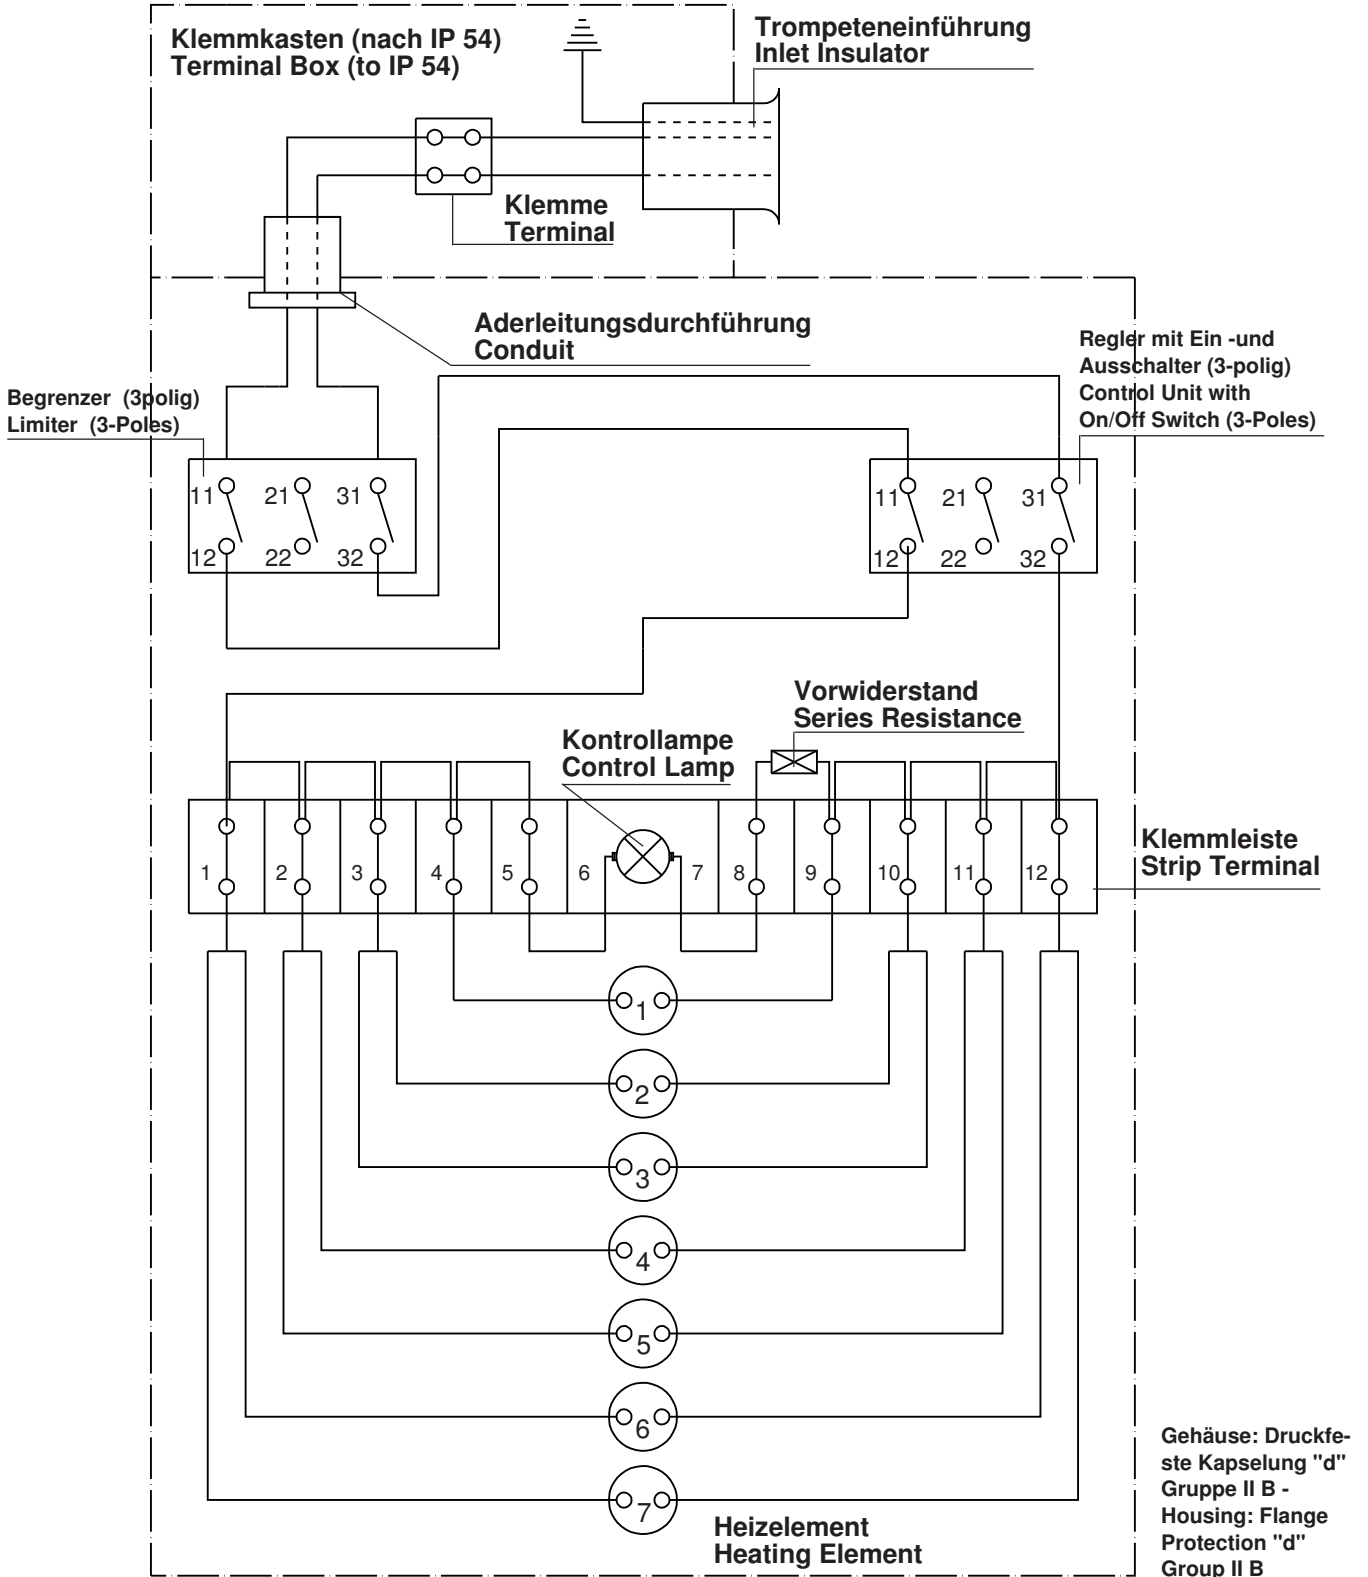 Klemmkasten (nach IP 54)
Terminal Box (to IP 54)
Trompeteneinführung
Inlet Insulator
Klemme
Terminal
Aderleitungsdurchführung
Conduit
Regler mit Ein -und
Ausschalter (3-polig)
Control Unit with
On/Off Switch (3-Poles)
Begrenzer (3polig)
Limiter (3-Poles)
11 21 31
12 22 32
11 21 31
12 22 32
Vorwiderstand
Series Resistance
Kontrollampe
Control Lamp
Klemmleiste
Strip Terminal
1 2 3 4 5 6 7 8 9 10 11 12
1
2
3
4
5
6
7
Heizelement
Heating Element
Gehäuse: Druckfe-
ste Kapselung "d"
Gruppe II B -
Housing: Flange
Protection "d"
Group II B